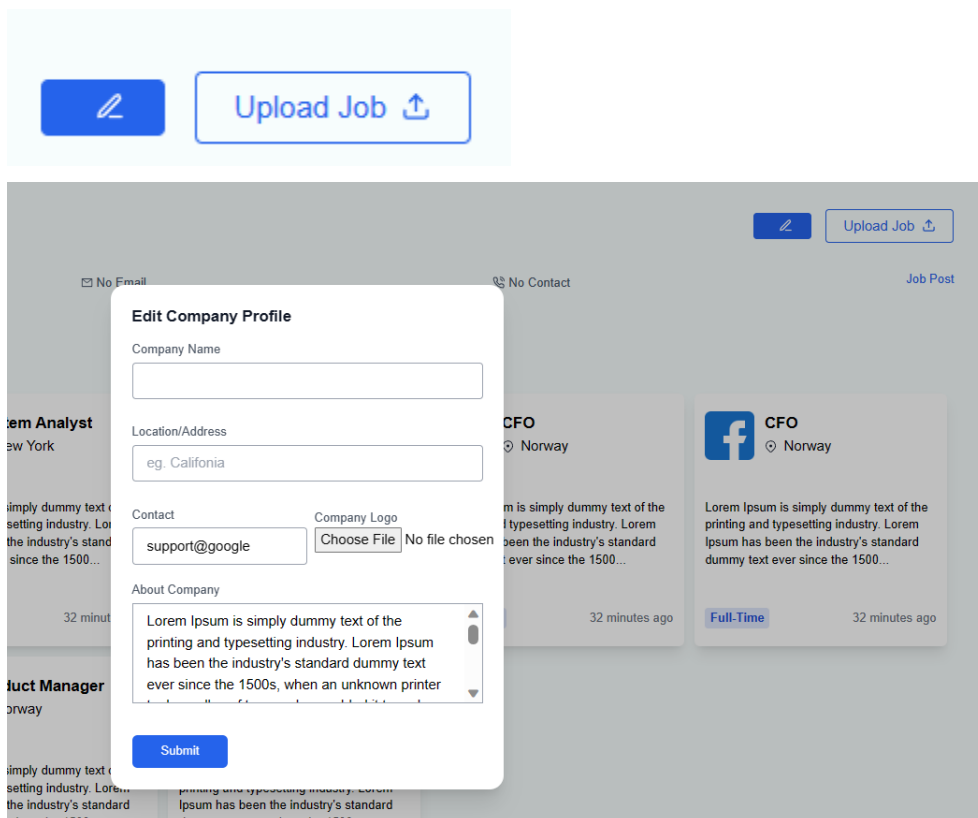 Upload Job
Upload Job
No Email
No Contact
Job Post
Edit Company Profile
Company Name
Location/Address
eg. Califonia
Contact
support@google
Company Logo
Choose File No file chosen
About Company
Lorem Ipsum is simply dummy text of the
printing and typesetting industry. Lorem Ipsum
has been the industry's standard dummy text
ever since the 1500s, when an unknown printer
Submit
tem Analyst
ew York
simply dummy text
setting industry. Lor
the industry's stand
since the 1500...
32 minut
CFO
Norway
m is simply dummy text of the
typesetting industry. Lorem
been the industry's standard
ever since the 1500...
32 minutes ago
CFO
Norway
Lorem Ipsum is simply dummy text of the
printing and typesetting industry. Lorem
Ipsum has been the industry's standard
dummy text ever since the 1500...
Full-Time
32 minutes ago
duct Manager
orway
simply dummy text
setting industry. Lorem
the industry's standard
printing and typesetting industry. Lorem
Ipsum has been the industry's standard